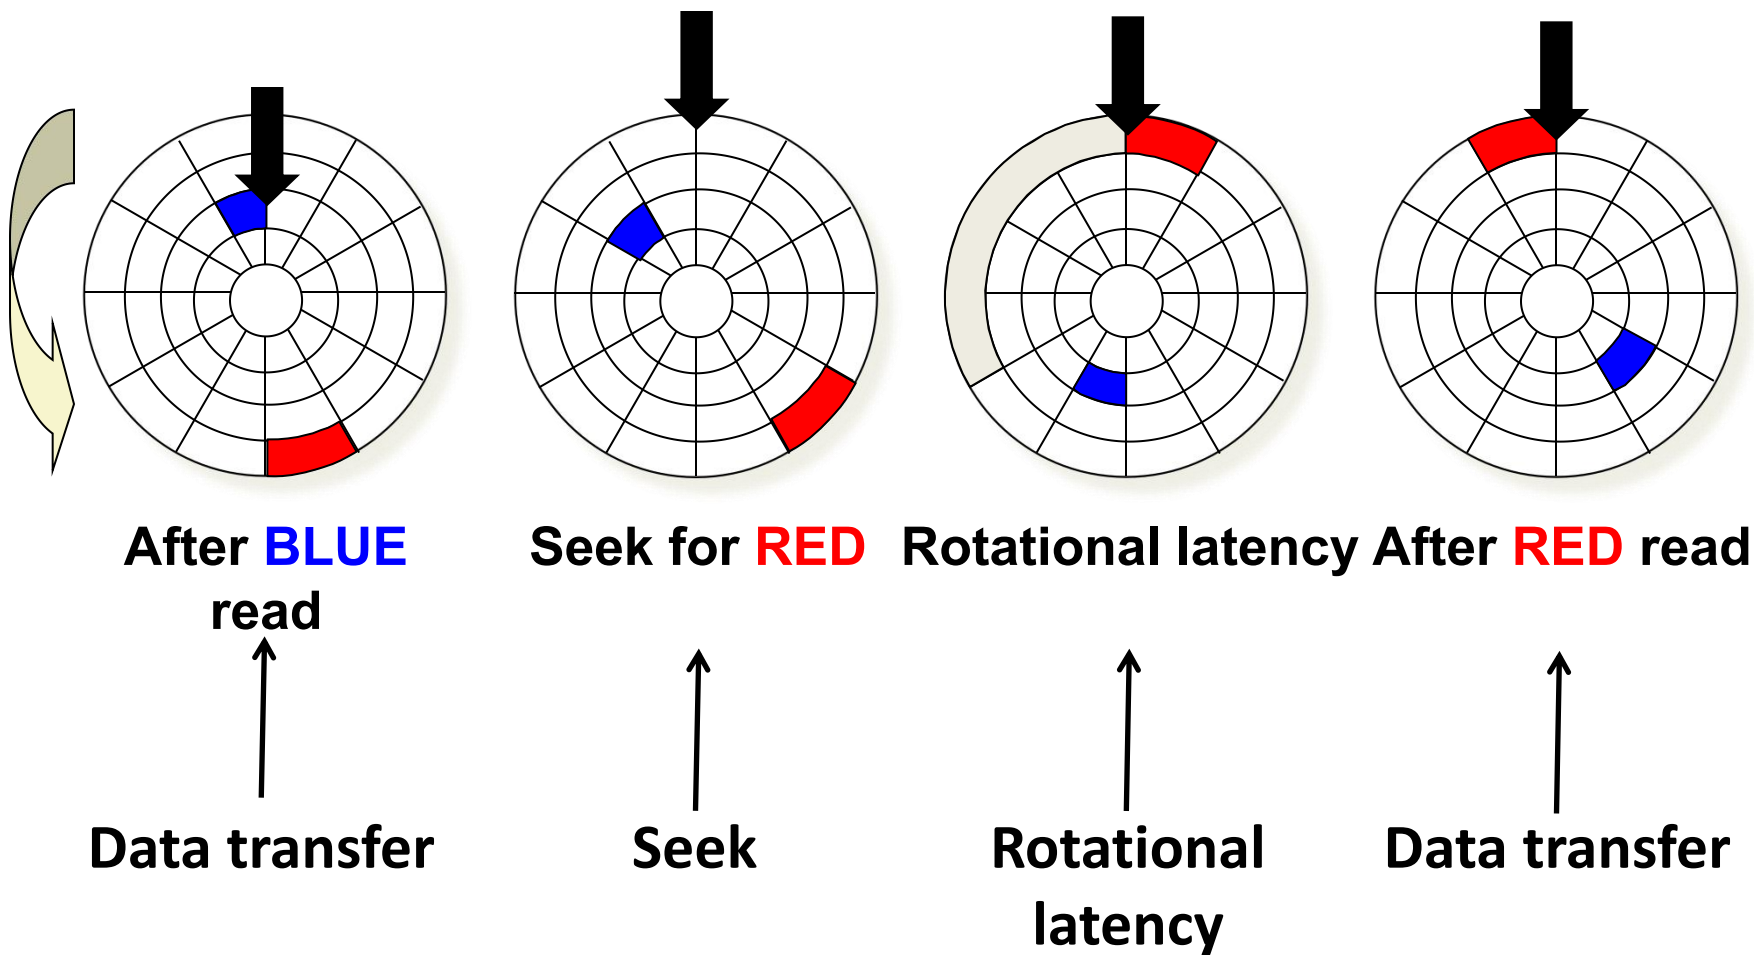 After BLUE
read
Seek for RED
Rotational latency
After RED read
Data transfer
Seek
Rotational
latency
Data transfer